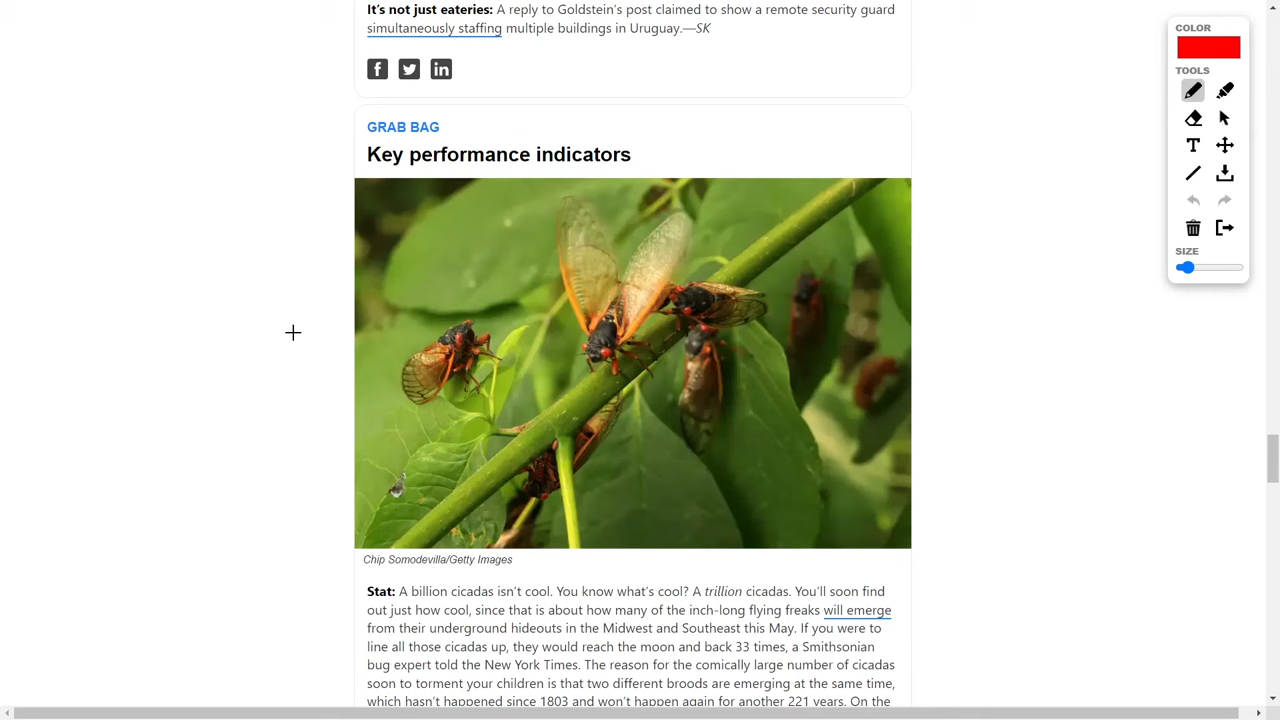 It’s not just eateries: A reply to Goldstein’s post claimed to show a remote security guard
simultaneously staffing multiple buildings in Uruguay.—SK
GRAB BAG
Key performance indicators
Chip Somodevilla/Getty Images
Stat: A billion cicadas isn’t cool. You know what’s cool? A trillion cicadas. You’ll soon find
out just how cool, since that is about how many of the inch-long flying freaks will emerge
from their underground hideouts in the Midwest and Southeast this May. If you were to
line all those cicadas up, they would reach the moon and back 33 times, a Smithsonian
bug expert told the New York Times. The reason for the comically large number of cicadas
soon to torment your children is that two different broods are emerging at the same time,
which hasn’t happened since 1803 and won’t happen again for another 221 years. On the
COLOR
TOOLS
SIZE